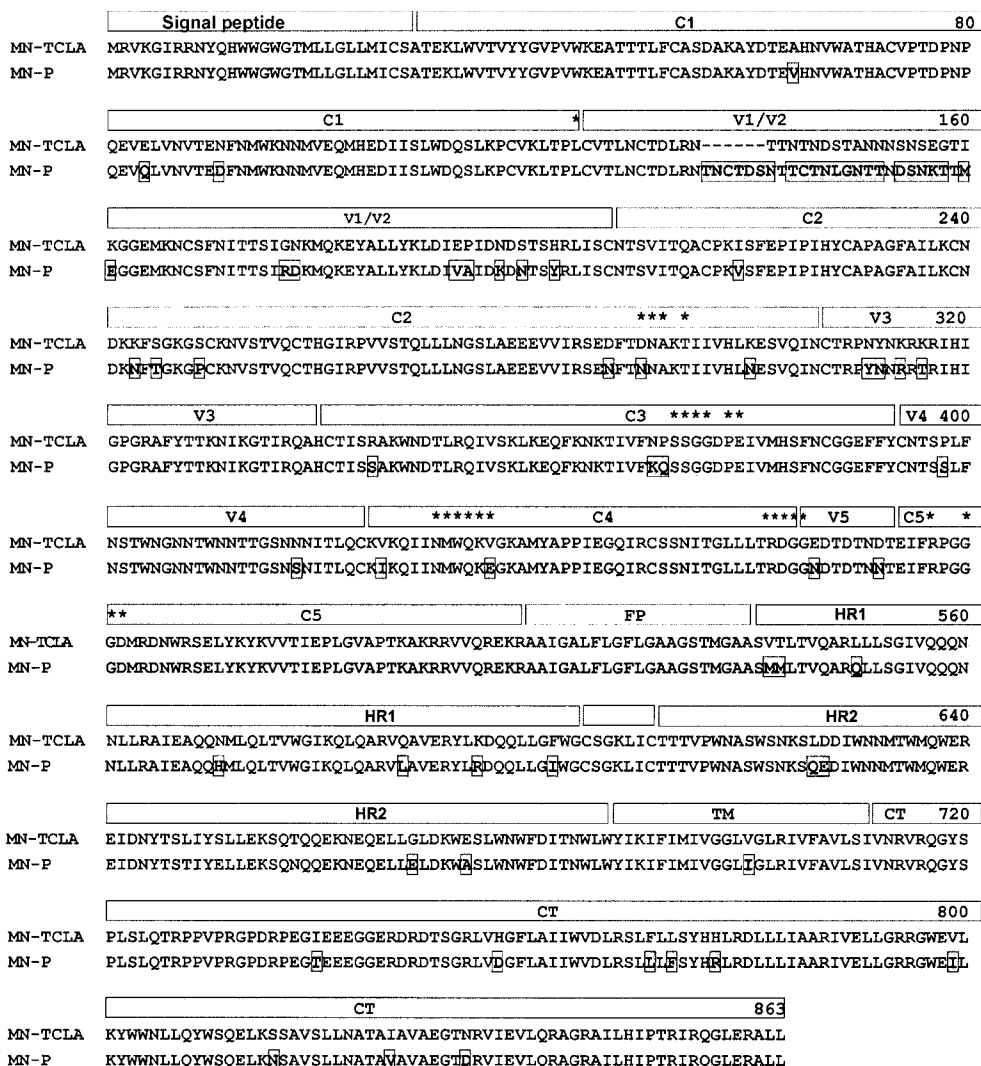 Signal peptide C1 80
MN-TCLA MRVKGIRRNYQHWWGWGTMLLGLLMICSATEKLWVTVYYGVPVWKEATTTLFCASDAKAYDTEAHNVWATHACVPTDPNP
MN-P MRVKGIRRNYQHWWGWGTMLLGLLMICSATEKLWVTVYYGVPVWKEATTTLFCASDAKAYDTEVHNVWATHACVPTDPNP
C1 * V1/V2 160
MN-TCLA QEVELVNVTENFNMWKNNMVEQMHEDIISLWDQSLKPCVKLTPLCVTLNCTDLRN------TTNTNDSTANNNSNSEGTI
MN-P QEVQLVNVTEDFNMWKNNMVEQMHEDIISLWDQSLKPCVKLTPLCVTLNCTDLRNTNCTDSNTTCTNLGNTTNDSNKTTM
V1/V2 C2 240
MN-TCLA KGGEMKNCSFNITTSIGNKMQKEYALLYKLDIEPIDNDSTSHRLISCNTSVITQACPKISFEPIPIHYCAPAGFAILKCN
MN-P EGGEMKNCSFNITTSIRDKMQKEYALLYKLDIVAIDKDNTSYRLISCNTSVITQACPKVSFEPIPIHYCAPAGFAILKCN
C2 *** * V3 320
MN-TCLA DKKFSGKGSCKNVSTVQCTHGIRPVVSTQLLLNGSLAEEEVVIRSEDFTDNAKTIIVHLKESVQINCTRPNYNKRKRIHI
MN-P DKNFTGKGPCKNVSTVQCTHGIRPVVSTQLLLNGSLAEEEVVIRSENFTNNAKTIIVHLNESVQINCTRPYNNRRTRIHI
V3 C3 **** ** V4 400
MN-TCLA GPGRAFYTTKNIKGTIRQAHCTISRAKWNDTLRQIVSKLKEQFKNKTIVFNPSSGGDPEIVMHSFNCGGEFFYCNTSPLF
MN-P GPGRAFYTTKNIKGTIRQAHCTISSAKWNDTLRQIVSKLKEQFKNKTIVFKQSSGGDPEIVMHSFNCGGEFFYCNTSSLF
V4 ****** C4 ***** V5 C5* *
MN-TCLA NSTWNGNNTWNNTTGSNNNITLQCKVKQIINMWQKVGKAMYAPPIEGQIRCSSNITGLLLTRDGGEDTDTNDTEIFRPGG
MN-P NSTWNGNNTWNNTTGSNSNITLQCKIKQIINMWQKEGKAMYAPPIEGQIRCSSNITGLLLTRDGGNDTDTNNTEIFRPGG
** C5 FP HR1 560
MN-TCLA GDMRDNWRSELYKYKVVTIEPLGVAPTKAKRRVVQREKRAAIGALFLGFLGAAGSTMGAASVTLTVQARLLLSGIVQQQN
MN-P GDMRDNWRSELYKYKVVTIEPLGVAPTKAKRRVVQREKRAAIGALFLGFLGAAGSTMGAASMMLTVQARQLLSGIVQQQN
HR1 HR2 640
MN-TCLA NLLRAIEAQQNMLQLTVWGIKQLQARVQAVERYLKDQQLLGFWGCSGKLICTTTVPWNASWSNKSLDDIWNNMTWMQWER
MN-P NLLRAIEAQQHMLQLTVWGIKQLQARVLAVERYLRDQQLLGIWGCSGKLICTTTVPWNASWSNKSQEDIWNNMTWMQWER
HR2 TM CT 720
MN-TCLA EIDNYTSLIYSLLEKSQTQQEKNEQELLGLDKWESLWNWFDITNWLWYIKIFIMIVGGLVGLRIVFAVLSIVNRVRQGYS
MN-P EIDNYTSTIYELLEKSQNQQEKNEQELLELDKWASLWNWFDITNWLWYIKIFIMIVGGLIGLRIVFAVLSIVNRVRQGYS
CT 800
MN-TCLA PLSLQTRPPVPRGPDRPEGIEEEGGERDRDTSGRLVHGFLAIIWVDLRSLFLLSYHHLRDLLLIAARIVELLGRRGWEVL
MN-P PLSLQTRPPVPRGPDRPEGTEEEGGERDRDTSGRLVDGFLAIIWVDLRSLLLFSYHRLRDLLLIAARIVELLGRRGWEIL
CT 863
MN-TCLA KYWWNLLQYWSQELKSSAVSLLNATAIAVAEGTNRVIEVLQRAGRAILHIPTRIRQGLERALL
MN-P KYWWNLLQYWSQELKNSAVSLLNATAVAVAEGTDRVIEVLQRAGRAILHIPTRIRQGLERALL